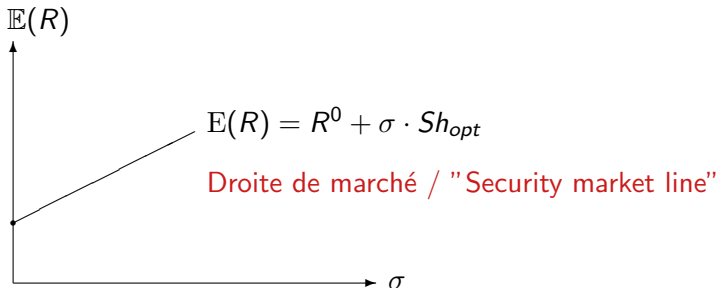 𝔼(R)
E(R) = R⁰ + σ · Sh_opt
Droite de marché / "Security market line"
σ